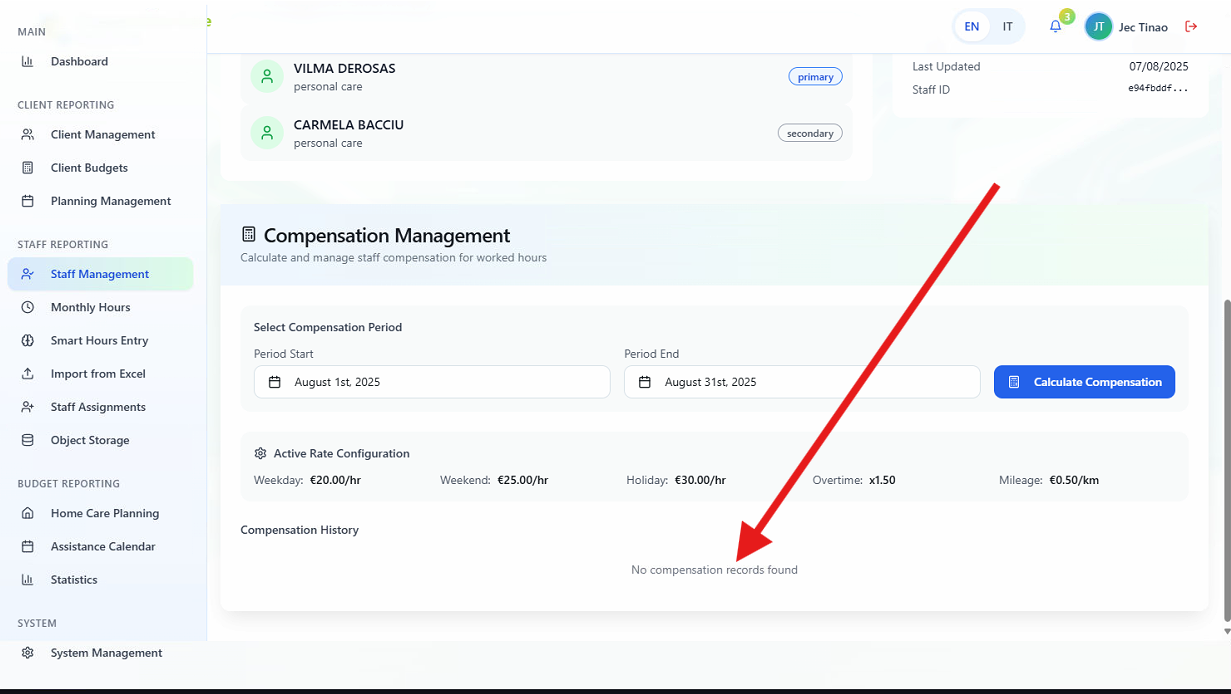 MAIN
Dashboard
CLIENT REPORTING
Client Management
Client Budgets
Planning Management
STAFF REPORTING
Staff Management
Monthly Hours
Smart Hours Entry
Import from Excel
Staff Assignments
Object Storage
BUDGET REPORTING
Home Care Planning
Assistance Calendar
Statistics
SYSTEM
System Management
e
EN IT
3
JT Jec Tinao
VILMA DEROSAS
personal care
primary
CARMELA BACCIU
personal care
secondary
Last Updated 07/08/2025
Staff ID e94fbddf...
Compensation Management
Calculate and manage staff compensation for worked hours
Select Compensation Period
Period Start Period End
August 1st, 2025 August 31st, 2025 Calculate Compensation
Active Rate Configuration
Weekday: €20.00/hr Weekend: €25.00/hr Holiday: €30.00/hr Overtime: x1.50 Mileage: €0.50/km
Compensation History
No compensation records found